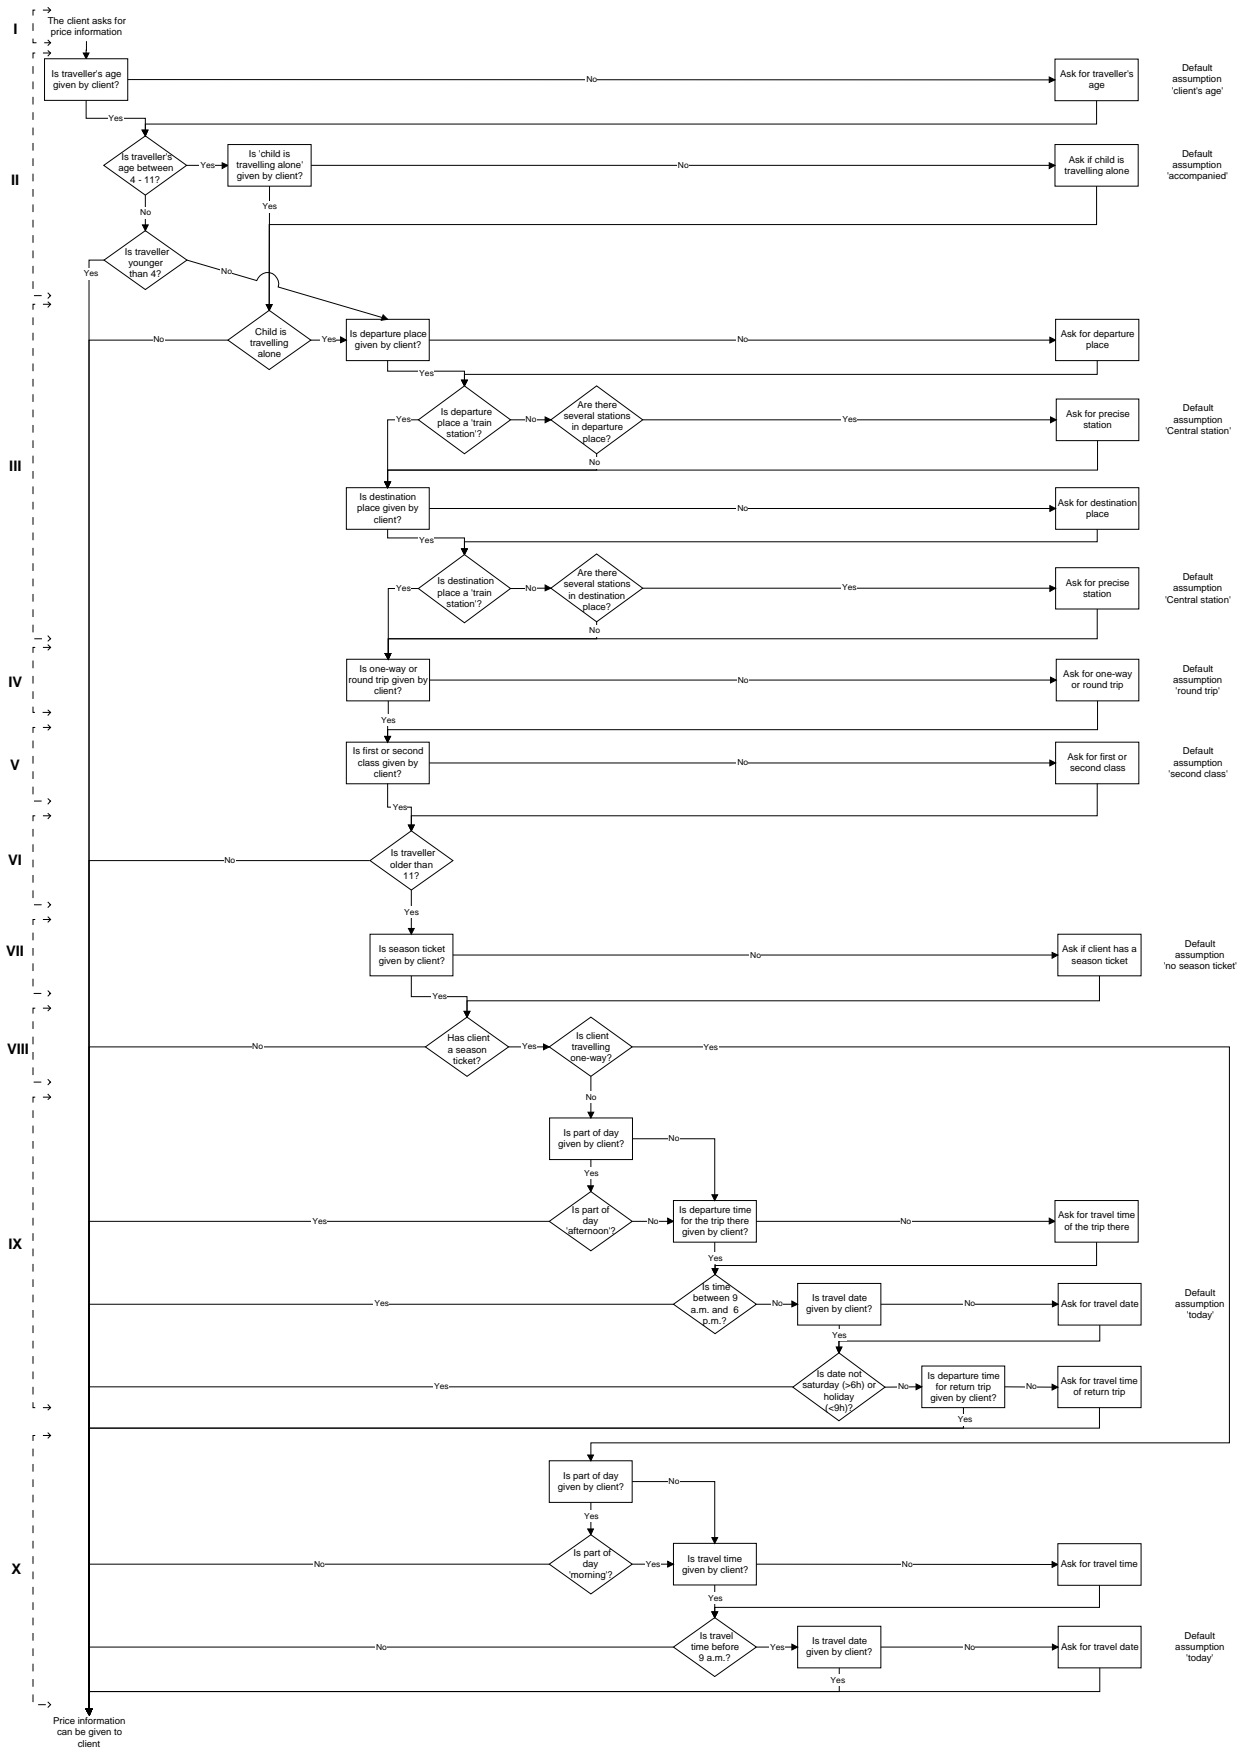 I
The client asks for
price information
Is traveller's age
given by client?
No
Ask for traveller's
age
Default
assumption
'client's age'
Yes
II
Is traveller's
age between
4 - 11?
Yes
Is 'child is
travelling alone'
given by client?
No
Ask if child is
travelling alone
Default
assumption
'accompanied'
Yes
No
Is traveller
younger
than 4?
Yes
No
III
No
Child is
travelling
alone
Yes
Is departure place
given by client?
No
Ask for departure
place
Yes
Yes
Is departure
place a 'train
station'?
No
Are there
several stations
in departure
place?
Yes
Ask for precise
station
Default
assumption
'Central station'
No
Is destination
place given by
client?
No
Ask for destination
place
Yes
Yes
Is destination
place a 'train
station'?
No
Are there
several stations
in destination
place?
Yes
Ask for precise
station
Default
assumption
'Central station'
No
IV
Is one-way or
round trip given by
client?
No
Ask for one-way
or round trip
Default
assumption
'round trip'
Yes
V
Is first or second
class given by
client?
No
Ask for first or
second class
Default
assumption
'second class'
Yes
VI
No
Is traveller
older than
11?
Yes
VII
Is season ticket
given by client?
No
Ask if client has a
season ticket
Default
assumption
'no season ticket'
Yes
VIII
No
Has client
a season
ticket?
Yes
Is client
travelling
one-way?
Yes
No
IX
Is part of day
given by client?
No
Yes
Yes
Is part of
day
'afternoon'?
No
Is departure time
for the trip there
given by client?
No
Ask for travel time
of the trip there
Yes
Yes
Is time
between 9
a.m. and 6
p.m.?
No
Is travel date
given by client?
No
Ask for travel date
Default
assumption
'today'
Yes
Yes
Is date not
saturday (>6h) or
holiday
(<9h)?
No
Is departure time
for return trip
given by client?
No
Ask for travel time
of return trip
Yes
X
Is part of day
given by client?
No
Yes
No
Is part of
day
'morning'?
Yes
Is travel time
given by client?
No
Ask for travel time
Yes
No
Is travel
time before
9 a.m.?
Yes
Is travel date
given by client?
No
Ask for travel date
Default
assumption
'today'
Yes
Price information
can be given to
client